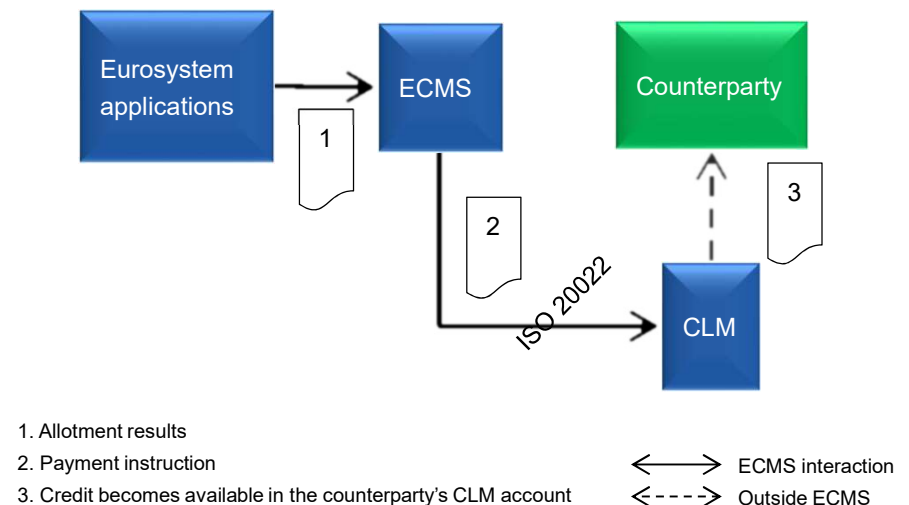 Eurosystem
applications
ECMS
Counterparty
1
2
3
ISO 20022
CLM
1. Allotment results
2. Payment instruction
3. Credit becomes available in the counterparty's CLM account
ECMS interaction
Outside ECMS